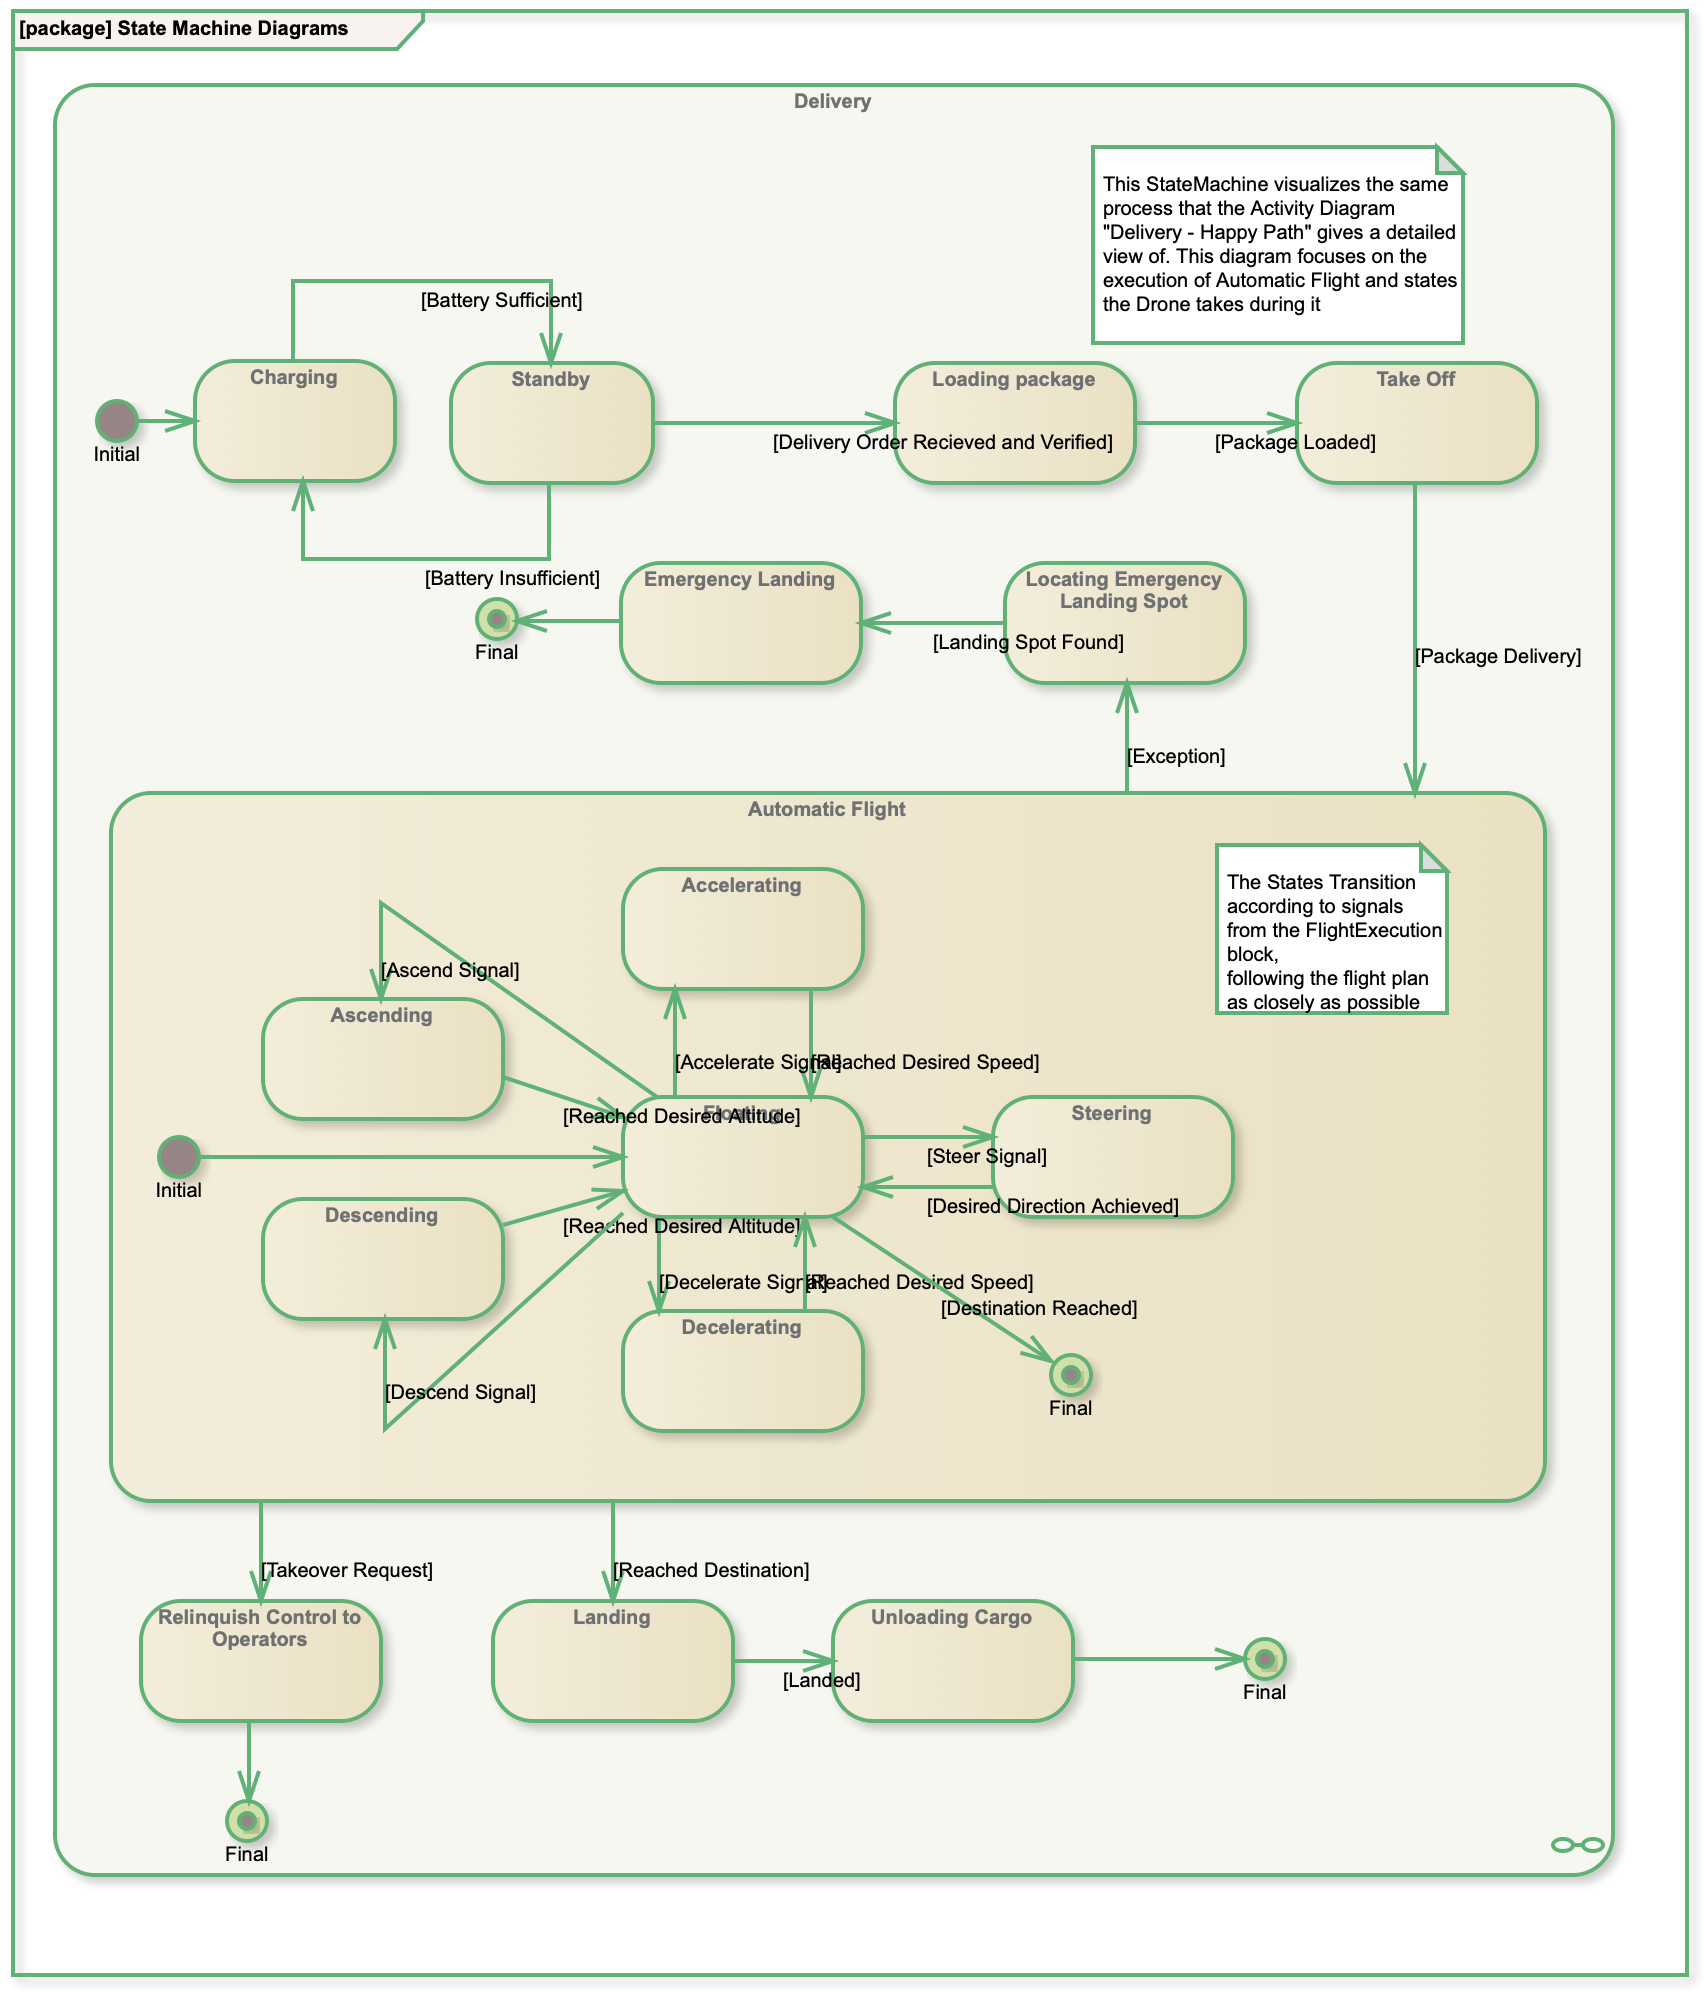 [package] State Machine Diagrams
Delivery
This StateMachine visualizes the same
process that the Activity Diagram
"Delivery - Happy Path" gives a detailed
view of. This diagram focuses on the
execution of Automatic Flight and states
the Drone takes during it
[Battery Sufficient]
Charging
Standby
Loading package
Take Off
Initial
[Delivery Order Recieved and Verified]
[Package Loaded]
[Battery Insufficient]
Emergency Landing
Locating Emergency
Landing Spot
Final
[Landing Spot Found]
[Package Delivery]
[Exception]
Automatic Flight
The States Transition
according to signals
from the FlightExecution
block,
following the flight plan
as closely as possible
Accelerating
[Ascend Signal]
Ascending
[Accelerate Signal]
[Reached Desired Speed]
[Reached Desired Altitude]
Floating
Steering
[Steer Signal]
Initial
[Desired Direction Achieved]
Descending
[Reached Desired Altitude]
[Decelerate Signal]
[Reached Desired Speed]
[Destination Reached]
Decelerating
[Descend Signal]
Final
[Takeover Request]
[Reached Destination]
Relinquish Control to
Operators
Landing
Unloading Cargo
[Landed]
Final
Final